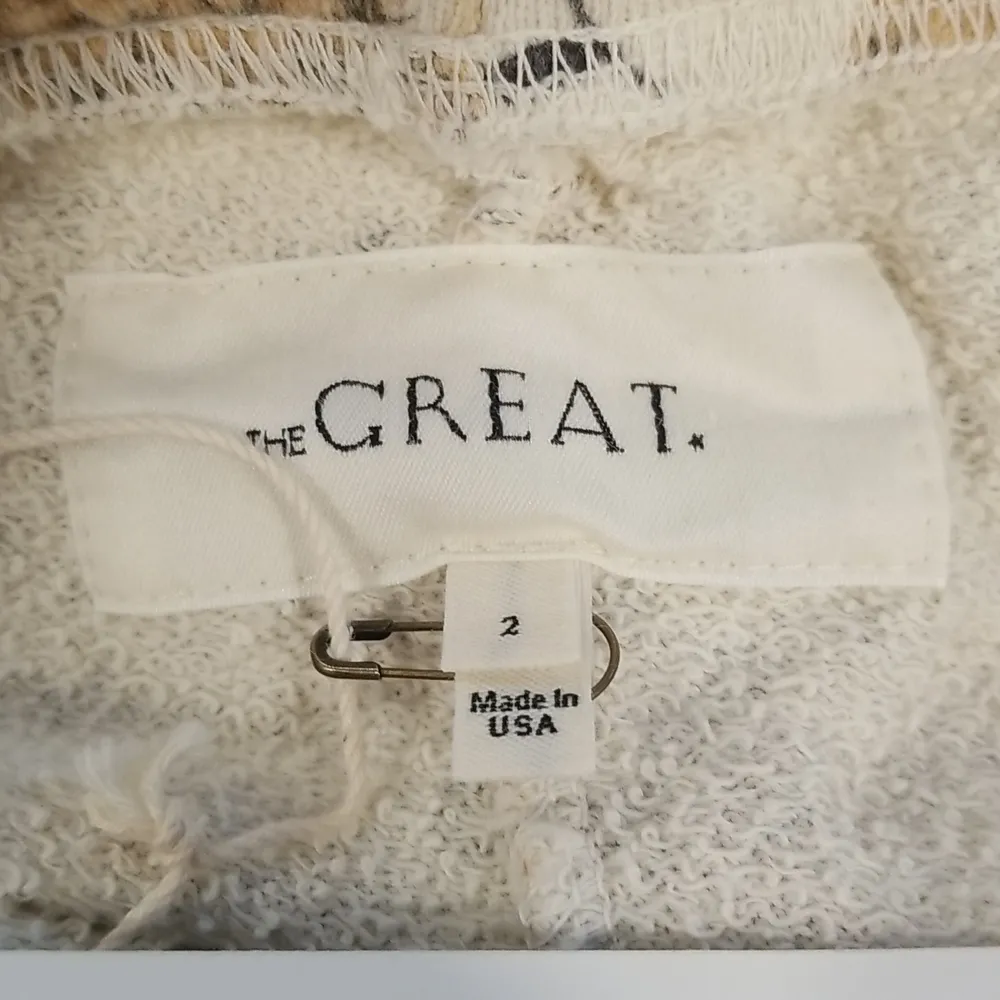 THE GREAT.
2
Made In
USA